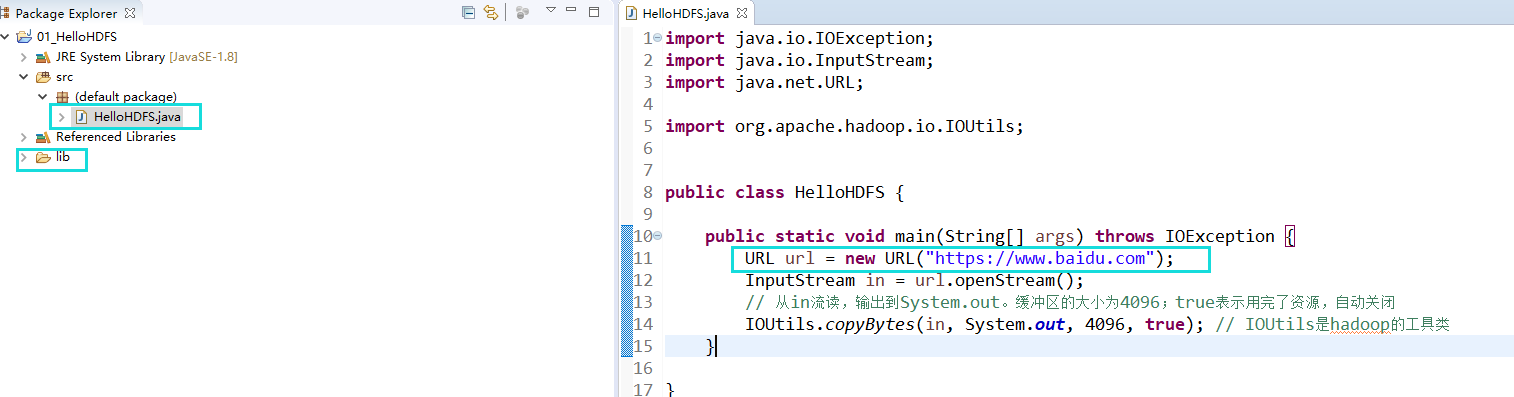 Package Explorer
01_HelloHDFS
JRE System Library [JavaSE-1.8]
src
(default package)
HelloHDFS.java
Referenced Libraries
lib
HelloHDFS.java
1 import java.io.IOException;
2 import java.io.InputStream;
3 import java.net.URL;
4
5 import org.apache.hadoop.io.IOUtils;
6
7
8 public class HelloHDFS {
9
10 public static void main(String[] args) throws IOException {
11 URL url = new URL("https://www.baidu.com");
12 InputStream in = url.openStream();
13 // 从in流读，输出到System.out。缓冲区的大小为4096；true表示用完了资源，自动关闭
14 IOUtils.copyBytes(in, System.out, 4096, true); // IOUtils是hadoop的工具类
15 }
16
17 }